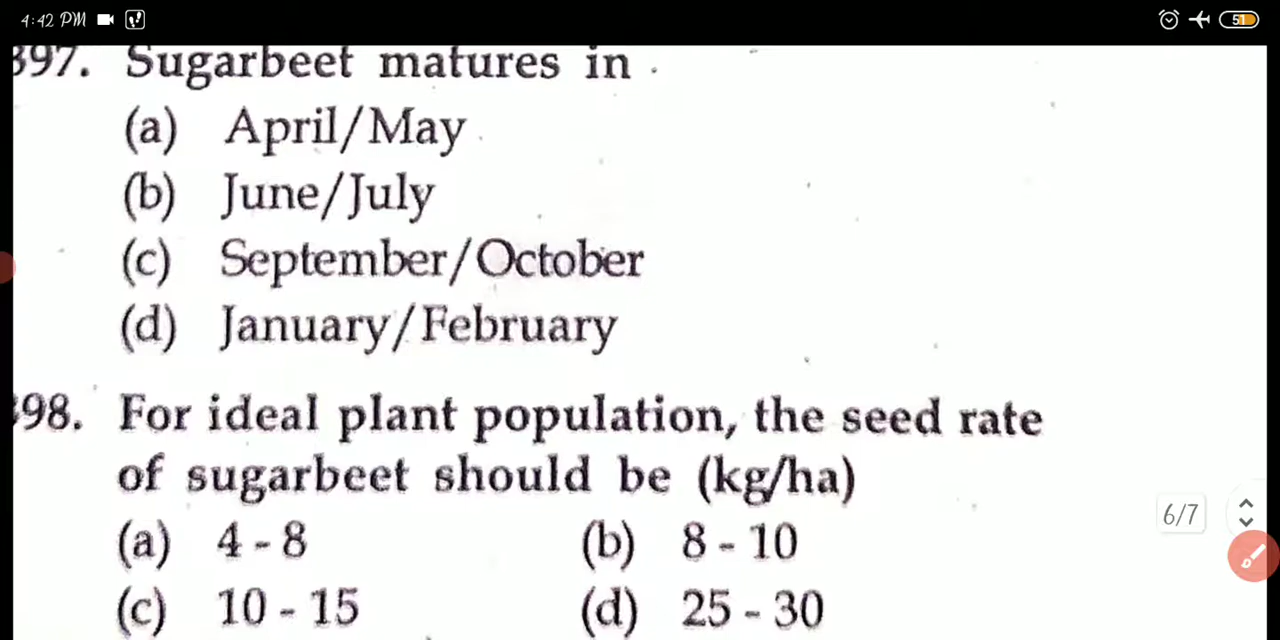 4:42 PM
51
397. Sugarbeet matures in
(a) April/May
(b) June/July
(c) September/October
(d) January/February
398. For ideal plant population, the seed rate
of sugarbeet should be (kg/ha)
(a) 4 - 8 (b) 8 - 10
(c) 10 - 15 (d) 25 - 30
6/7